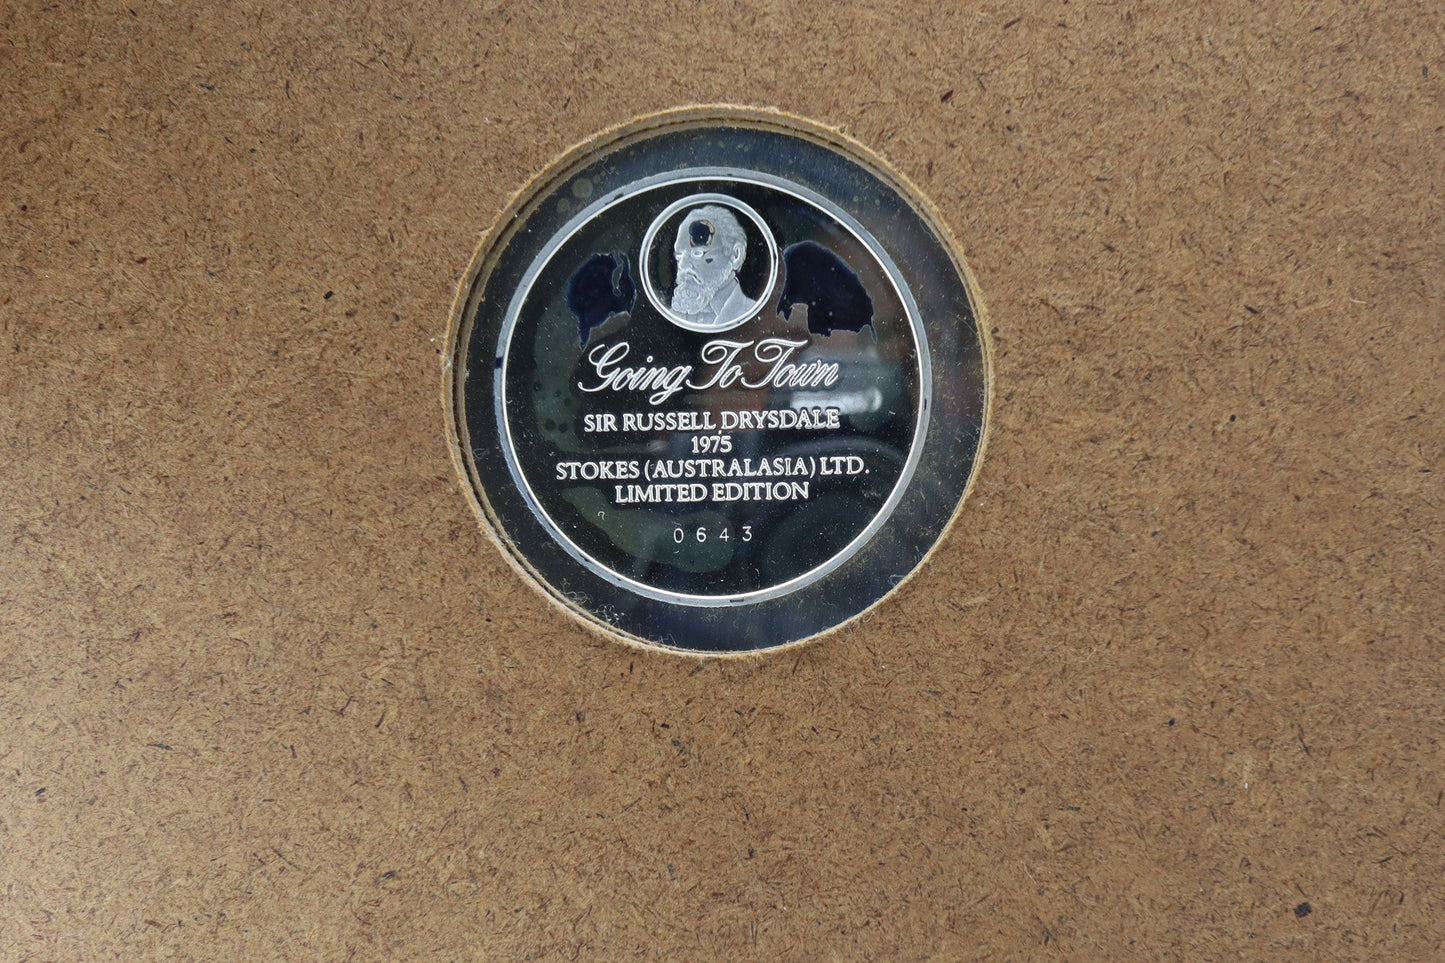 Going To Town
SIR RUSSELL DRYSDALE
1975
STOKES (AUSTRALASIA) LTD.
LIMITED EDITION
0643